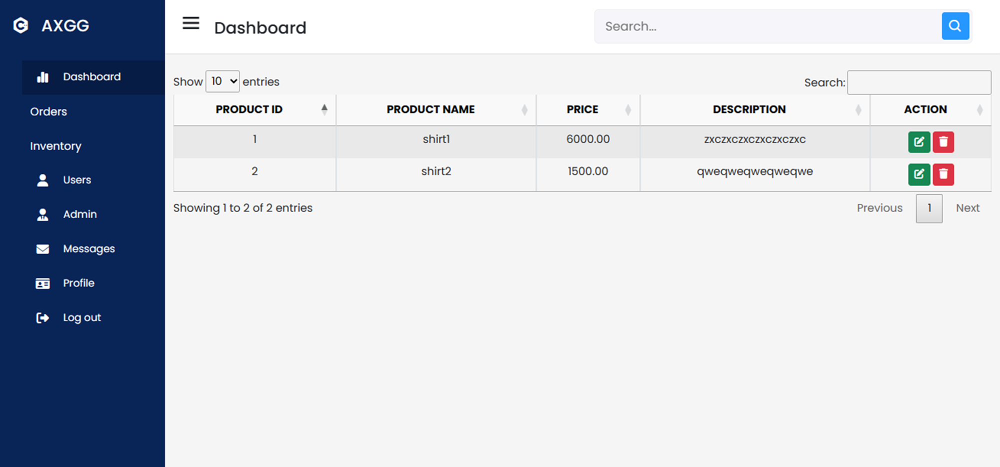 AXGG
Dashboard
Orders
Inventory
Users
Admin
Messages
Profile
Log out
Dashboard
Search...
Show 10 entries
Search:
PRODUCT ID PRODUCT NAME PRICE DESCRIPTION ACTION
1 shirt1 6000.00 zxczxczxczxczxczxc
2 shirt2 1500.00 qweqweqweqweqwe
Showing 1 to 2 of 2 entries
Previous 1 Next